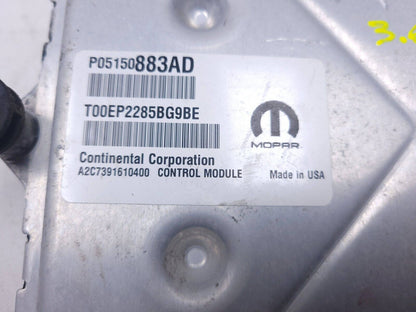 P05150883AD
T00EP2285BG9BE
MOPAR
Continental Corporation
A2C7391610400 CONTROL MODULE Made in USA